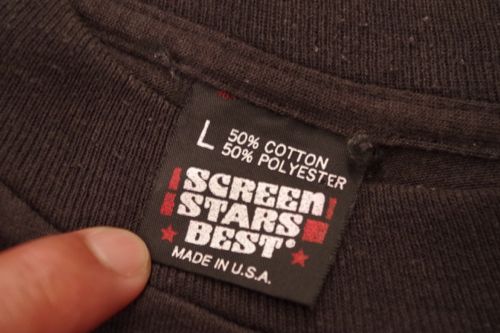 L 50% COTTON
50% POLYESTER
SCREEN
STARS
BEST®
MADE IN U.S.A.